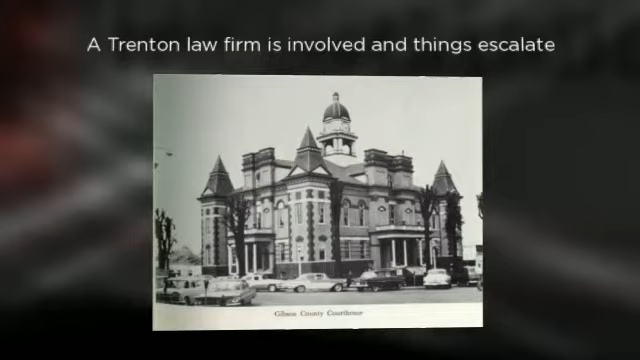 A Trenton law firm is involved and things escalate
Gibson County Courthouse